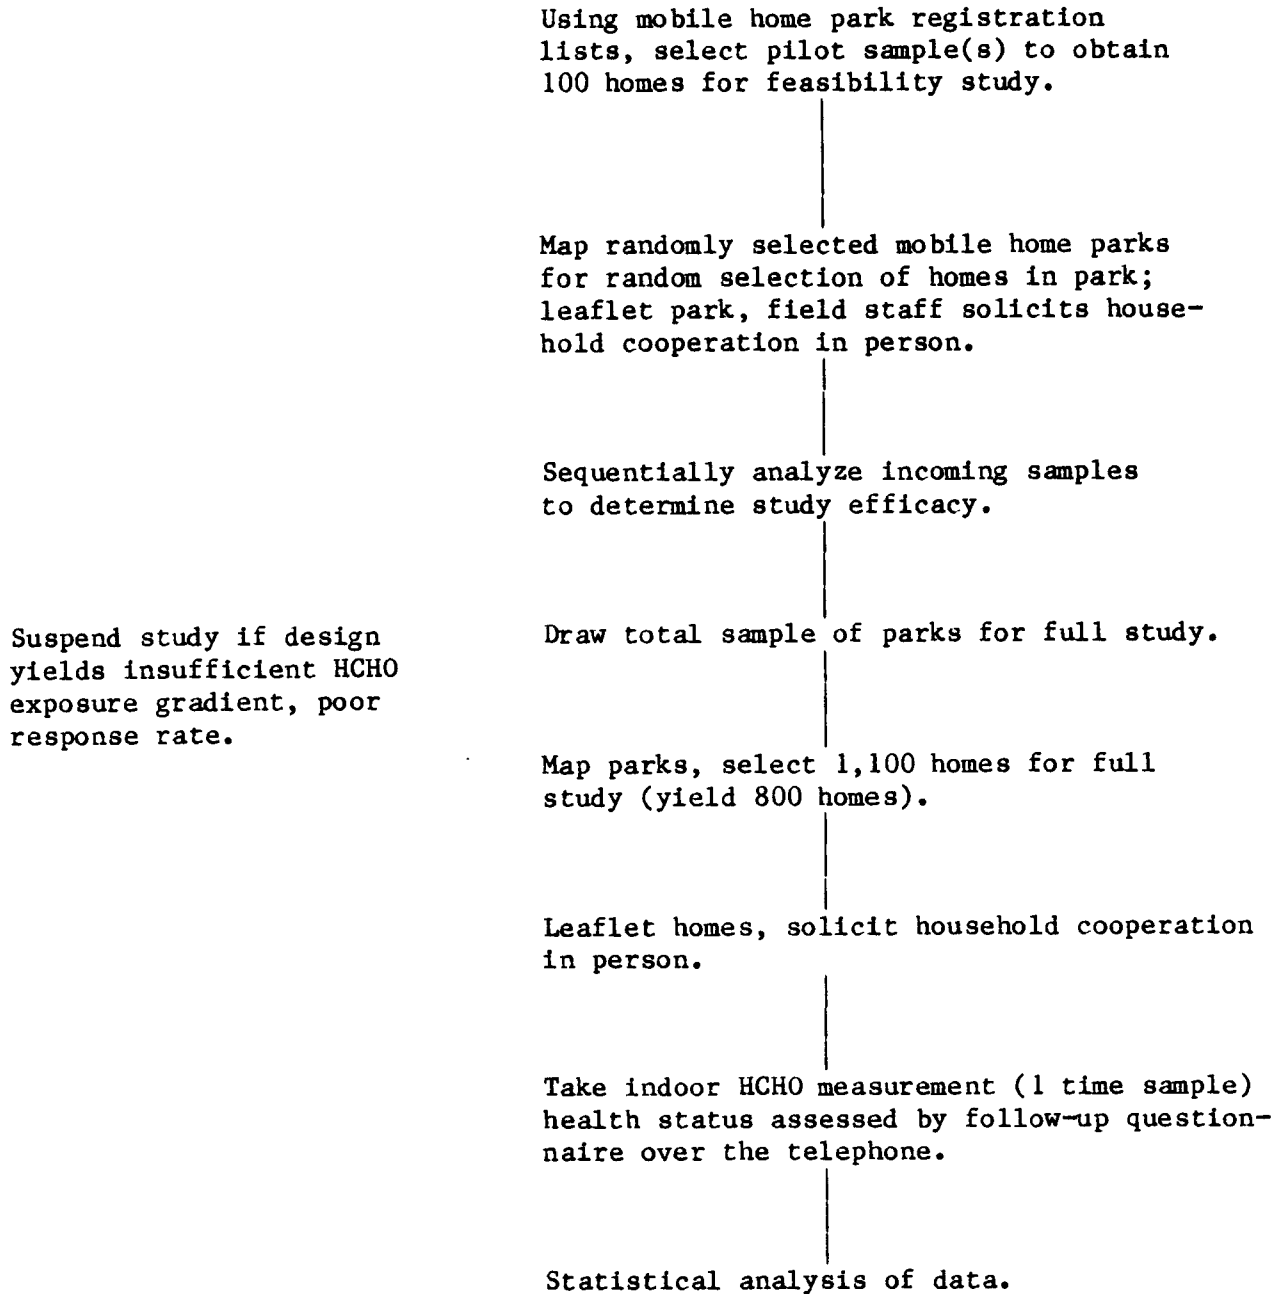 Using mobile home park registration
lists, select pilot sample(s) to obtain
100 homes for feasibility study.
Map randomly selected mobile home parks
for random selection of homes in park;
leaflet park, field staff solicits house-
hold cooperation in person.
Sequentially analyze incoming samples
to determine study efficacy.
Suspend study if design
yields insufficient HCHO
exposure gradient, poor
response rate.
Draw total sample of parks for full study.
Map parks, select 1,100 homes for full
study (yield 800 homes).
Leaflet homes, solicit household cooperation
in person.
Take indoor HCHO measurement (1 time sample)
health status assessed by follow-up question-
naire over the telephone.
Statistical analysis of data.